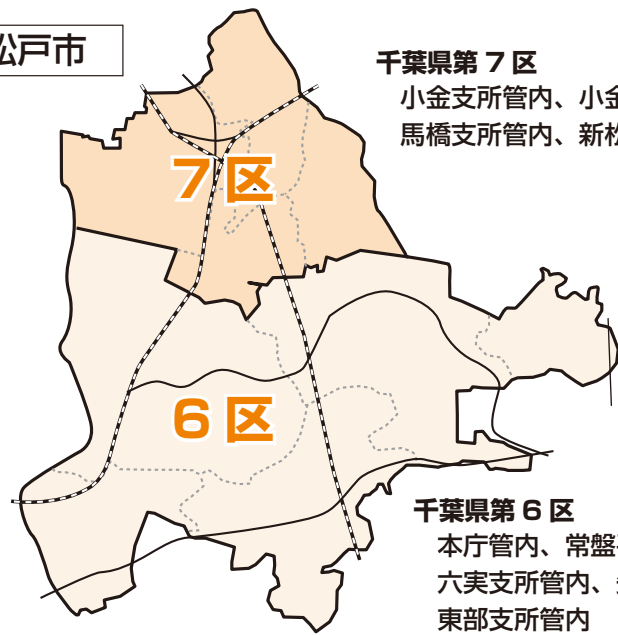 松戸市
千葉県第7区
小金支所管内、小金
馬橋支所管内、新松
7区
6区
千葉県第6区
本庁管内、常盤
六実支所管内、
東部支所管内